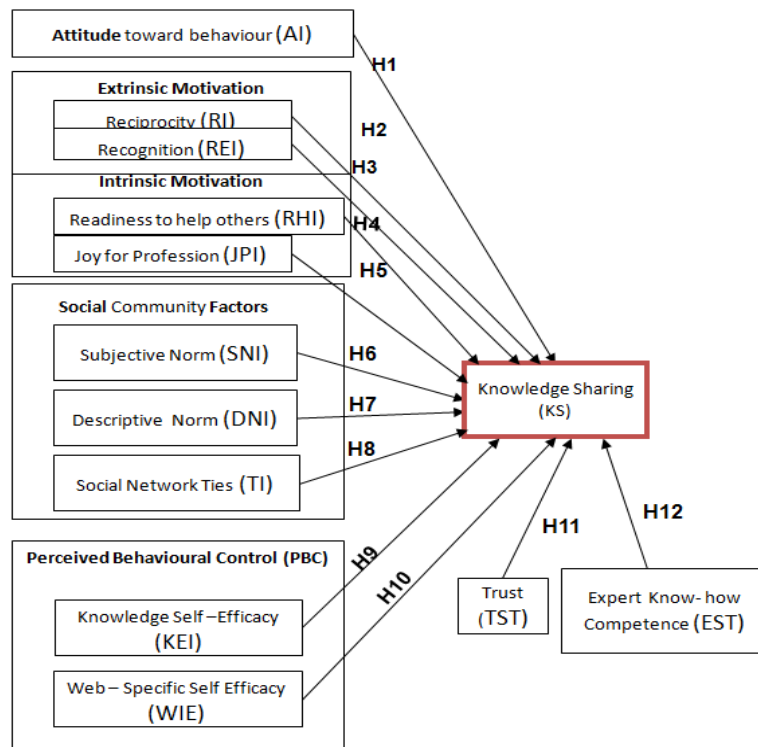 Attitude toward behaviour (AI)
H1
Extrinsic Motivation
Reciprocity (RI)
H2
Recognition (REI)
H3
Intrinsic Motivation
Readiness to help others (RHI)
H4
Joy for Profession (JPI)
H5
Social Community Factors
Subjective Norm (SNI)
H6
Descriptive Norm (DNI)
H7
Social Network Ties (TI)
H8
Knowledge Sharing
(KS)
Perceived Behavioural Control (PBC)
Knowledge Self –Efficacy
(KEI)
H9
Web – Specific Self Efficacy
(WIE)
H10
H11
Trust
(TST)
H12
Expert Know- how
Competence (EST)